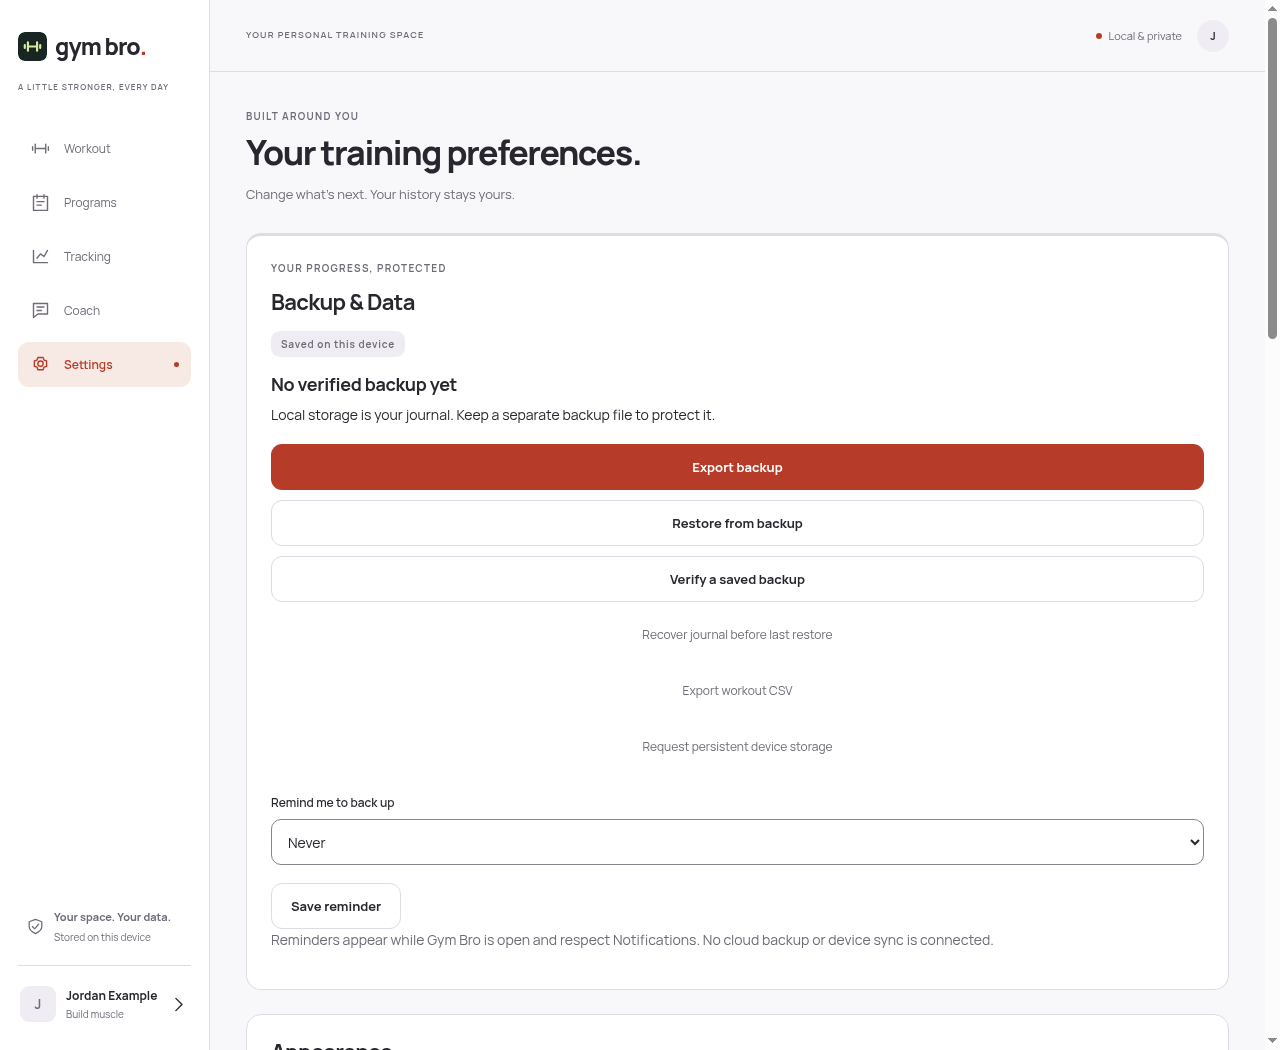 gym bro.
A LITTLE STRONGER, EVERY DAY
Workout
Programs
Tracking
Coach
Settings
Your space. Your data.
Stored on this device
J
Jordan Example
Build muscle
YOUR PERSONAL TRAINING SPACE
Local & private
J
BUILT AROUND YOU
Your training preferences.
Change what's next. Your history stays yours.
YOUR PROGRESS, PROTECTED
Backup & Data
Saved on this device
No verified backup yet
Local storage is your journal. Keep a separate backup file to protect it.
Export backup
Restore from backup
Verify a saved backup
Recover journal before last restore
Export workout CSV
Request persistent device storage
Remind me to back up
Never
Save reminder
Reminders appear while Gym Bro is open and respect Notifications. No cloud backup or device sync is connected.
Appearance